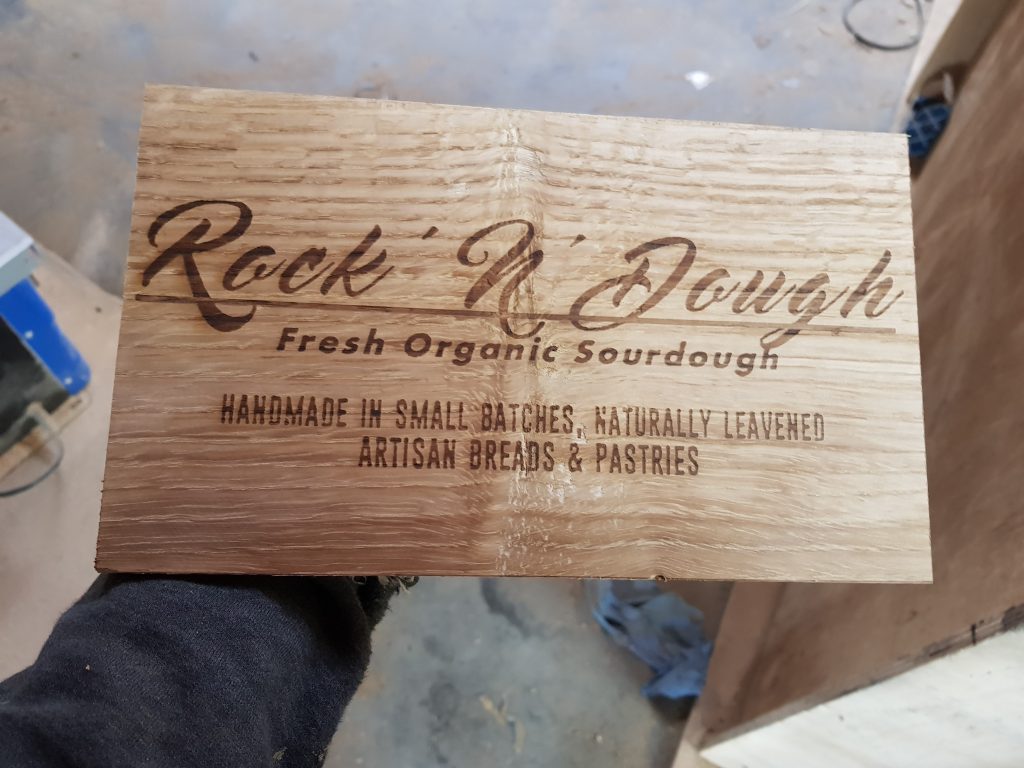 Rock 'N' Dough
Fresh Organic Sourdough
HANDMADE IN SMALL BATCHES, NATURALLY LEAVENED
ARTISAN BREADS & PASTRIES